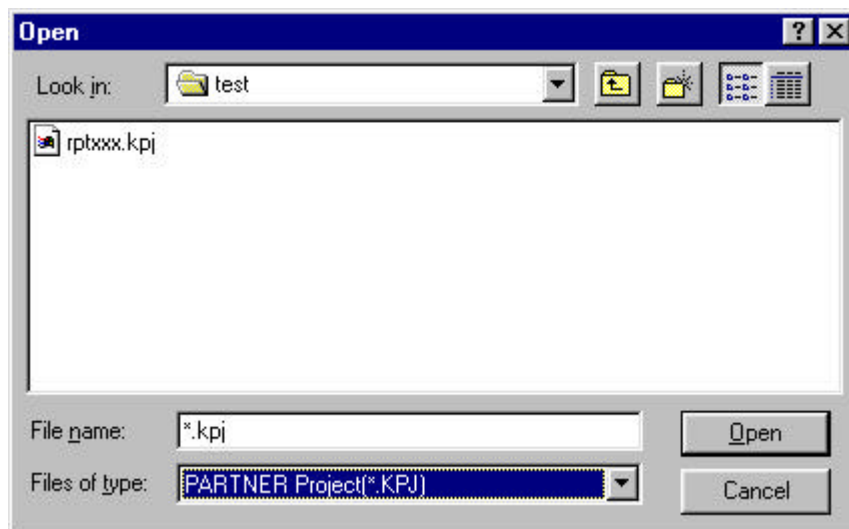 Open
Look in: test
rptxxx.kpj
File name: *.kpj
Open
Files of type: PARTNER Project(*.KPJ)
Cancel